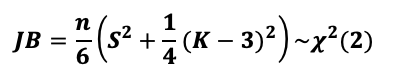 JB = n/6 (S² + 1/4 (K − 3)²) ~χ²(2)